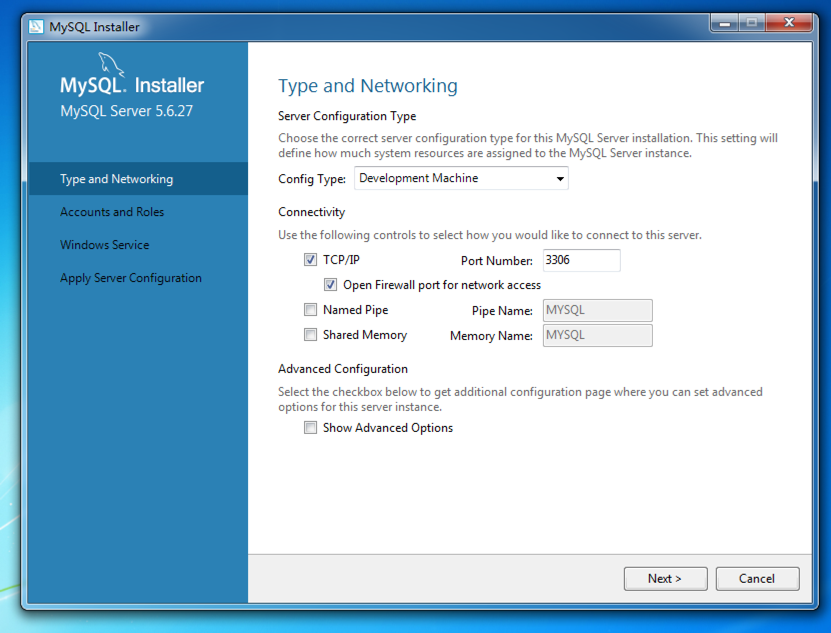 MySQL Installer
MySQL. Installer
MySQL Server 5.6.27
Type and Networking
Accounts and Roles
Windows Service
Apply Server Configuration
Type and Networking
Server Configuration Type
Choose the correct server configuration type for this MySQL Server installation. This setting will
define how much system resources are assigned to the MySQL Server instance.
Config Type: Development Machine
Connectivity
Use the following controls to select how you would like to connect to this server.
TCP/IP Port Number: 3306
Open Firewall port for network access
Named Pipe Pipe Name: MYSQL
Shared Memory Memory Name: MYSQL
Advanced Configuration
Select the checkbox below to get additional configuration page where you can set advanced
options for this server instance.
Show Advanced Options
Next > Cancel